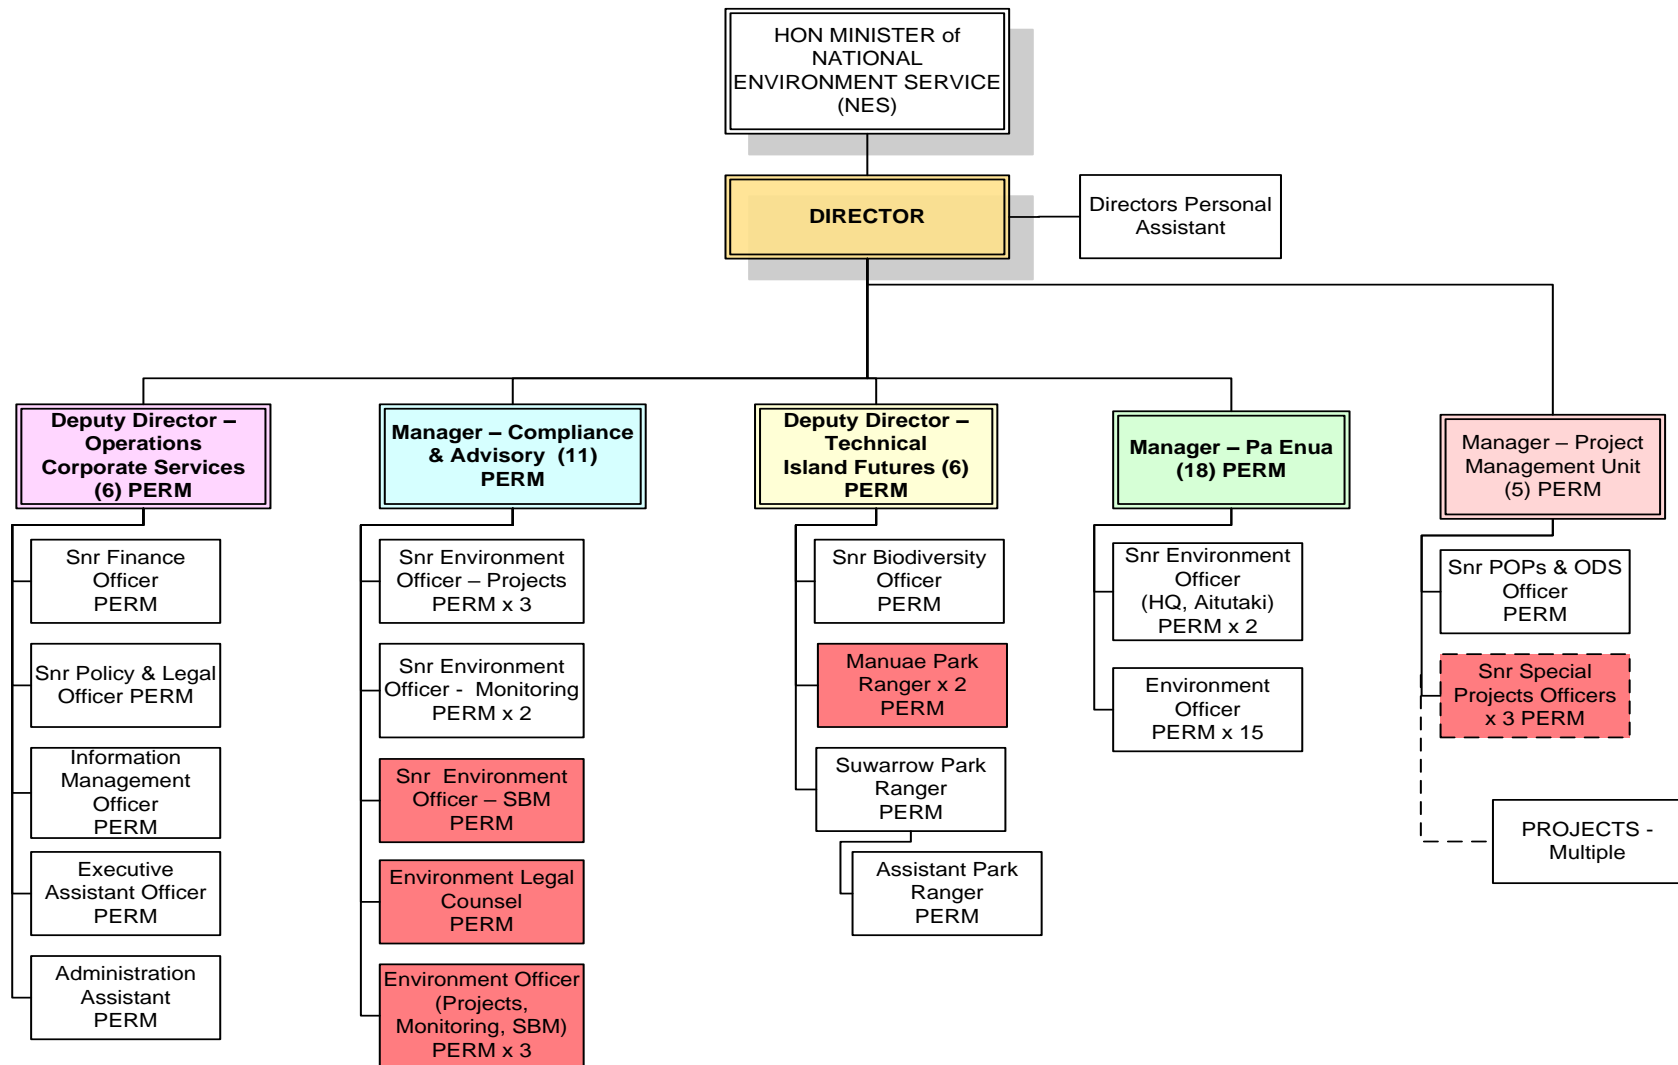 HON MINISTER of
NATIONAL
ENVIRONMENT SERVICE
(NES)
DIRECTOR
Directors Personal
Assistant
Deputy Director –
Operations
Corporate Services
(6) PERM
Snr Finance
Officer
PERM
Snr Policy & Legal
Officer PERM
Information
Management
Officer
PERM
Executive
Assistant Officer
PERM
Administration
Assistant
PERM
Manager – Compliance
& Advisory (11)
PERM
Snr Environment
Officer – Projects
PERM x 3
Snr Environment
Officer - Monitoring
PERM x 2
Snr Environment
Officer – SBM
PERM
Environment Legal
Counsel
PERM
Environment Officer
(Projects,
Monitoring, SBM)
PERM x 3
Deputy Director –
Technical
Island Futures (6)
PERM
Snr Biodiversity
Officer
PERM
Manuae Park
Ranger x 2
PERM
Suwarrow Park
Ranger
PERM
Assistant Park
Ranger
PERM
Manager – Pa Enua
(18) PERM
Snr Environment
Officer
(HQ, Aitutaki)
PERM x 2
Environment
Officer
PERM x 15
Manager – Project
Management Unit
(5) PERM
Snr POPs & ODS
Officer
PERM
Snr Special
Projects Officers
x 3 PERM
PROJECTS -
Multiple